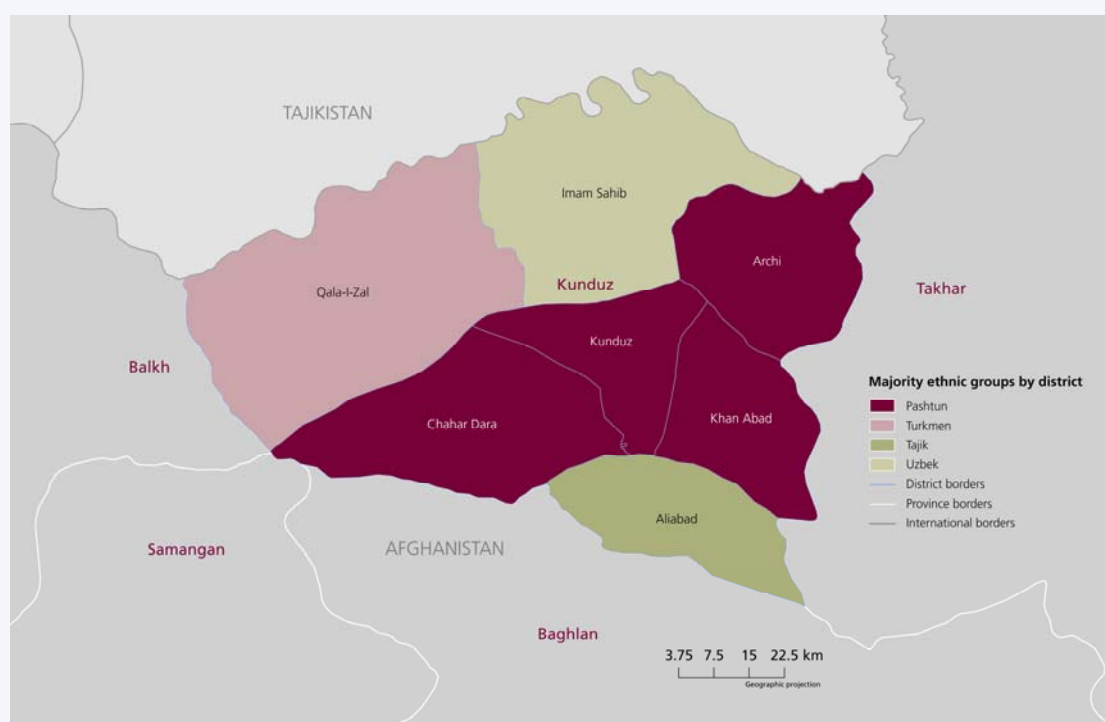 TAJIKISTAN
Imam Sahib
Archi
Qala-I-Zal
Kunduz
Takhar
Kunduz
Balkh
Khan Abad
Chahar Dara
Aliabad
Samangan
AFGHANISTAN
Baghlan
Majority ethnic groups by district
Pashtun
Turkmen
Tajik
Uzbek
District borders
Province borders
International borders
3.75 7.5 15 22.5 km
Geographic projection